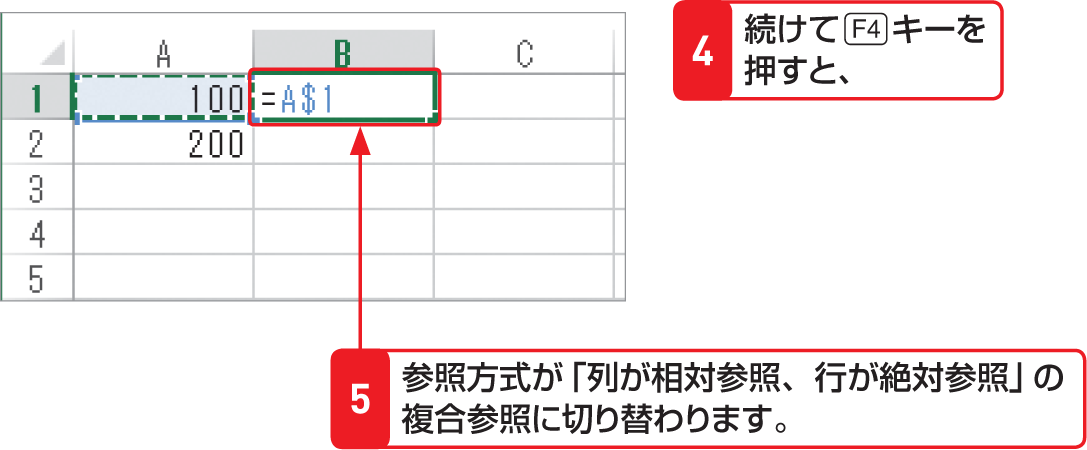 4 続けてF4キーを
押すと、
A B C
1 100 =A$1
2 200
3
4
5
5 参照方式が「列が相対参照、行が絶対参照」の
複合参照に切り替わります。